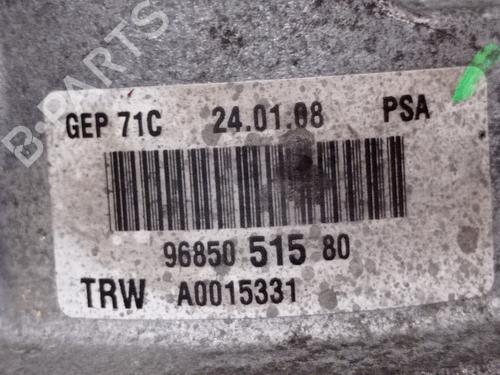 B-PARTS
GEP 71C 24.01.08 PSA
96850 515 80
TRW A0015331